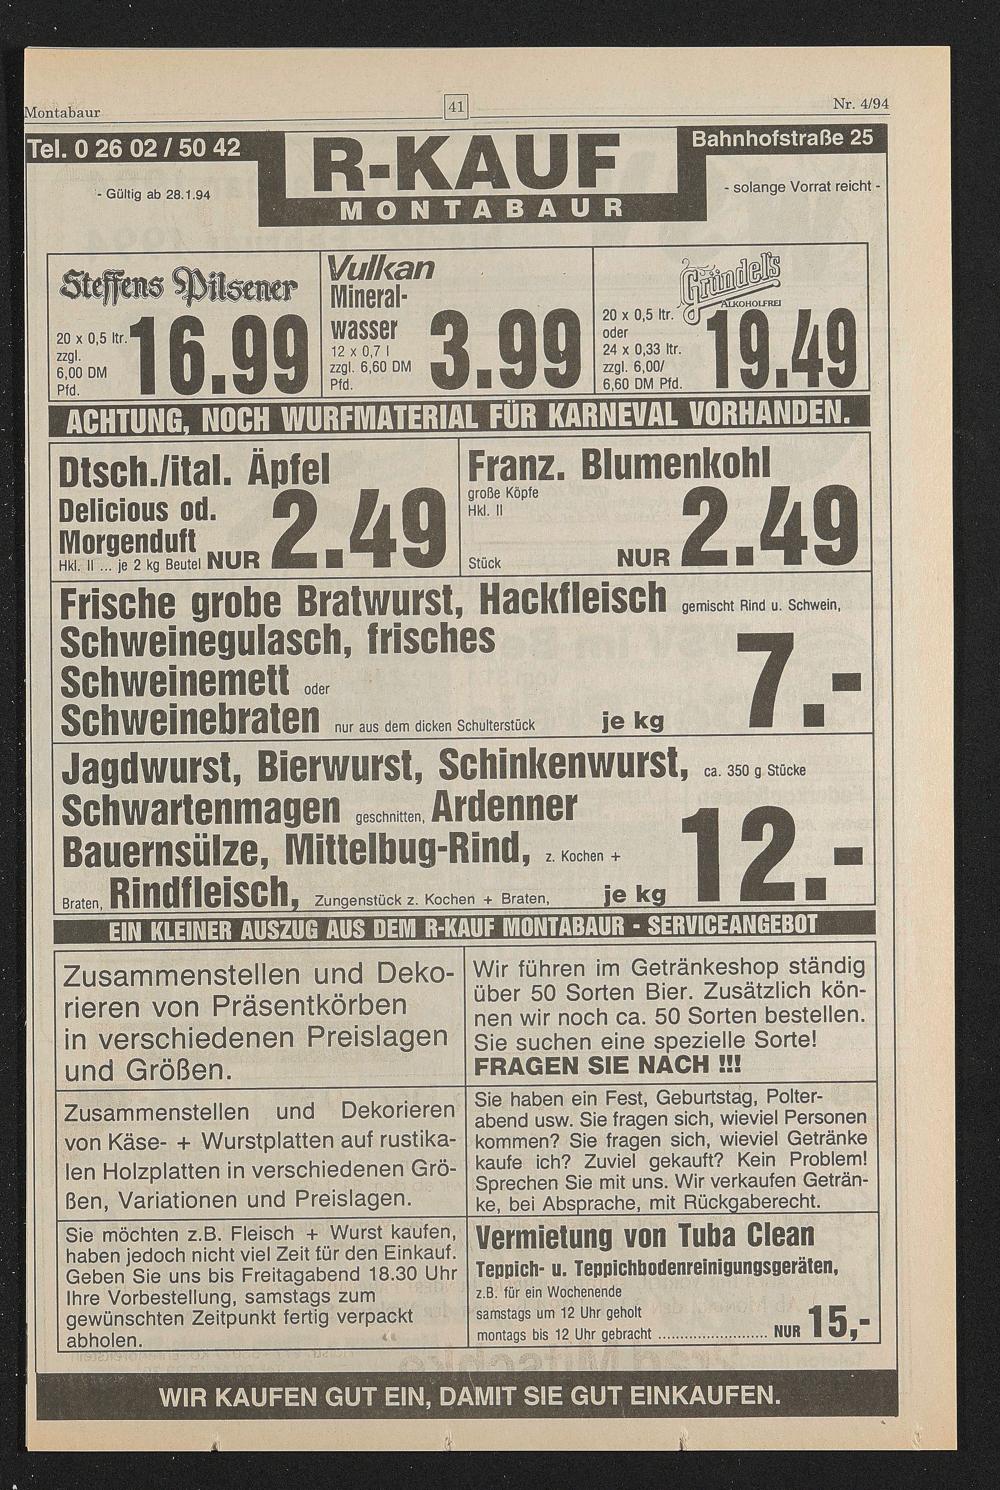 Montabaur
41
Nr. 4/94
Tel. 0 26 02 / 50 42
R-KAUF
MONTABAUR
Bahnhofstraße 25
- Gültig ab 28.1.94
- solange Vorrat reicht -
Steffens Pilsener
20 x 0,5 ltr.
zzgl.
6,00 DM
Pfd.
16.99
Vulkan
Mineral-
wasser
12 x 0,7 l
zzgl. 6,60 DM
Pfd.
3.99
Gründel's
ALKOHOLFREI
20 x 0,5 ltr.
oder
24 x 0,33 ltr.
zzgl. 6,00/
6,60 DM Pfd.
19.49
ACHTUNG, NOCH WURFMATERIAL FÜR KARNEVAL VORHANDEN.
Dtsch./ital. Äpfel
Delicious od.
Morgenduft
Hkl. II ... je 2 kg Beutel NUR 2.49
Franz. Blumenkohl
große Köpfe
Hkl. II
Stück NUR 2.49
Frische grobe Bratwurst, Hackfleisch gemischt Rind u. Schwein,
Schweinegulasch, frisches
Schweinemett oder
Schweinebraten nur aus dem dicken Schulterstück je kg 7.-
Jagdwurst, Bierwurst, Schinkenwurst, ca. 350 g Stücke
Schwartenmagen geschnitten, Ardenner
Bauernsülze, Mittelbug-Rind, z. Kochen +
Braten, Rindfleisch, Zungenstück z. Kochen + Braten, je kg 12.-
EIN KLEINER AUSZUG AUS DEM R-KAUF MONTABAUR - SERVICEANGEBOT
Zusammenstellen und Deko-
rieren von Präsentkörben
in verschiedenen Preislagen
und Größen.
Wir führen im Getränkeshop ständig
über 50 Sorten Bier. Zusätzlich kön-
nen wir noch ca. 50 Sorten bestellen.
Sie suchen eine spezielle Sorte!
FRAGEN SIE NACH !!!
Zusammenstellen und Dekorieren
von Käse- + Wurstplatten auf rustika-
len Holzplatten in verschiedenen Grö-
ßen, Variationen und Preislagen.
Sie haben ein Fest, Geburtstag, Polter-
abend usw. Sie fragen sich, wieviel Personen
kommen? Sie fragen sich, wieviel Getränke
kaufe ich? Zuviel gekauft? Kein Problem!
Sprechen Sie mit uns. Wir verkaufen Geträn-
ke, bei Absprache, mit Rückgaberecht.
Sie möchten z.B. Fleisch + Wurst kaufen,
haben jedoch nicht viel Zeit für den Einkauf.
Geben Sie uns bis Freitagabend 18.30 Uhr
Ihre Vorbestellung, samstags zum
gewünschten Zeitpunkt fertig verpackt
abholen.
Vermietung von Tuba Clean
Teppich- u. Teppichbodenreinigungsgeräten,
z.B. für ein Wochenende
samstags um 12 Uhr geholt
montags bis 12 Uhr gebracht .......................... NUR 15,-
WIR KAUFEN GUT EIN, DAMIT SIE GUT EINKAUFEN.